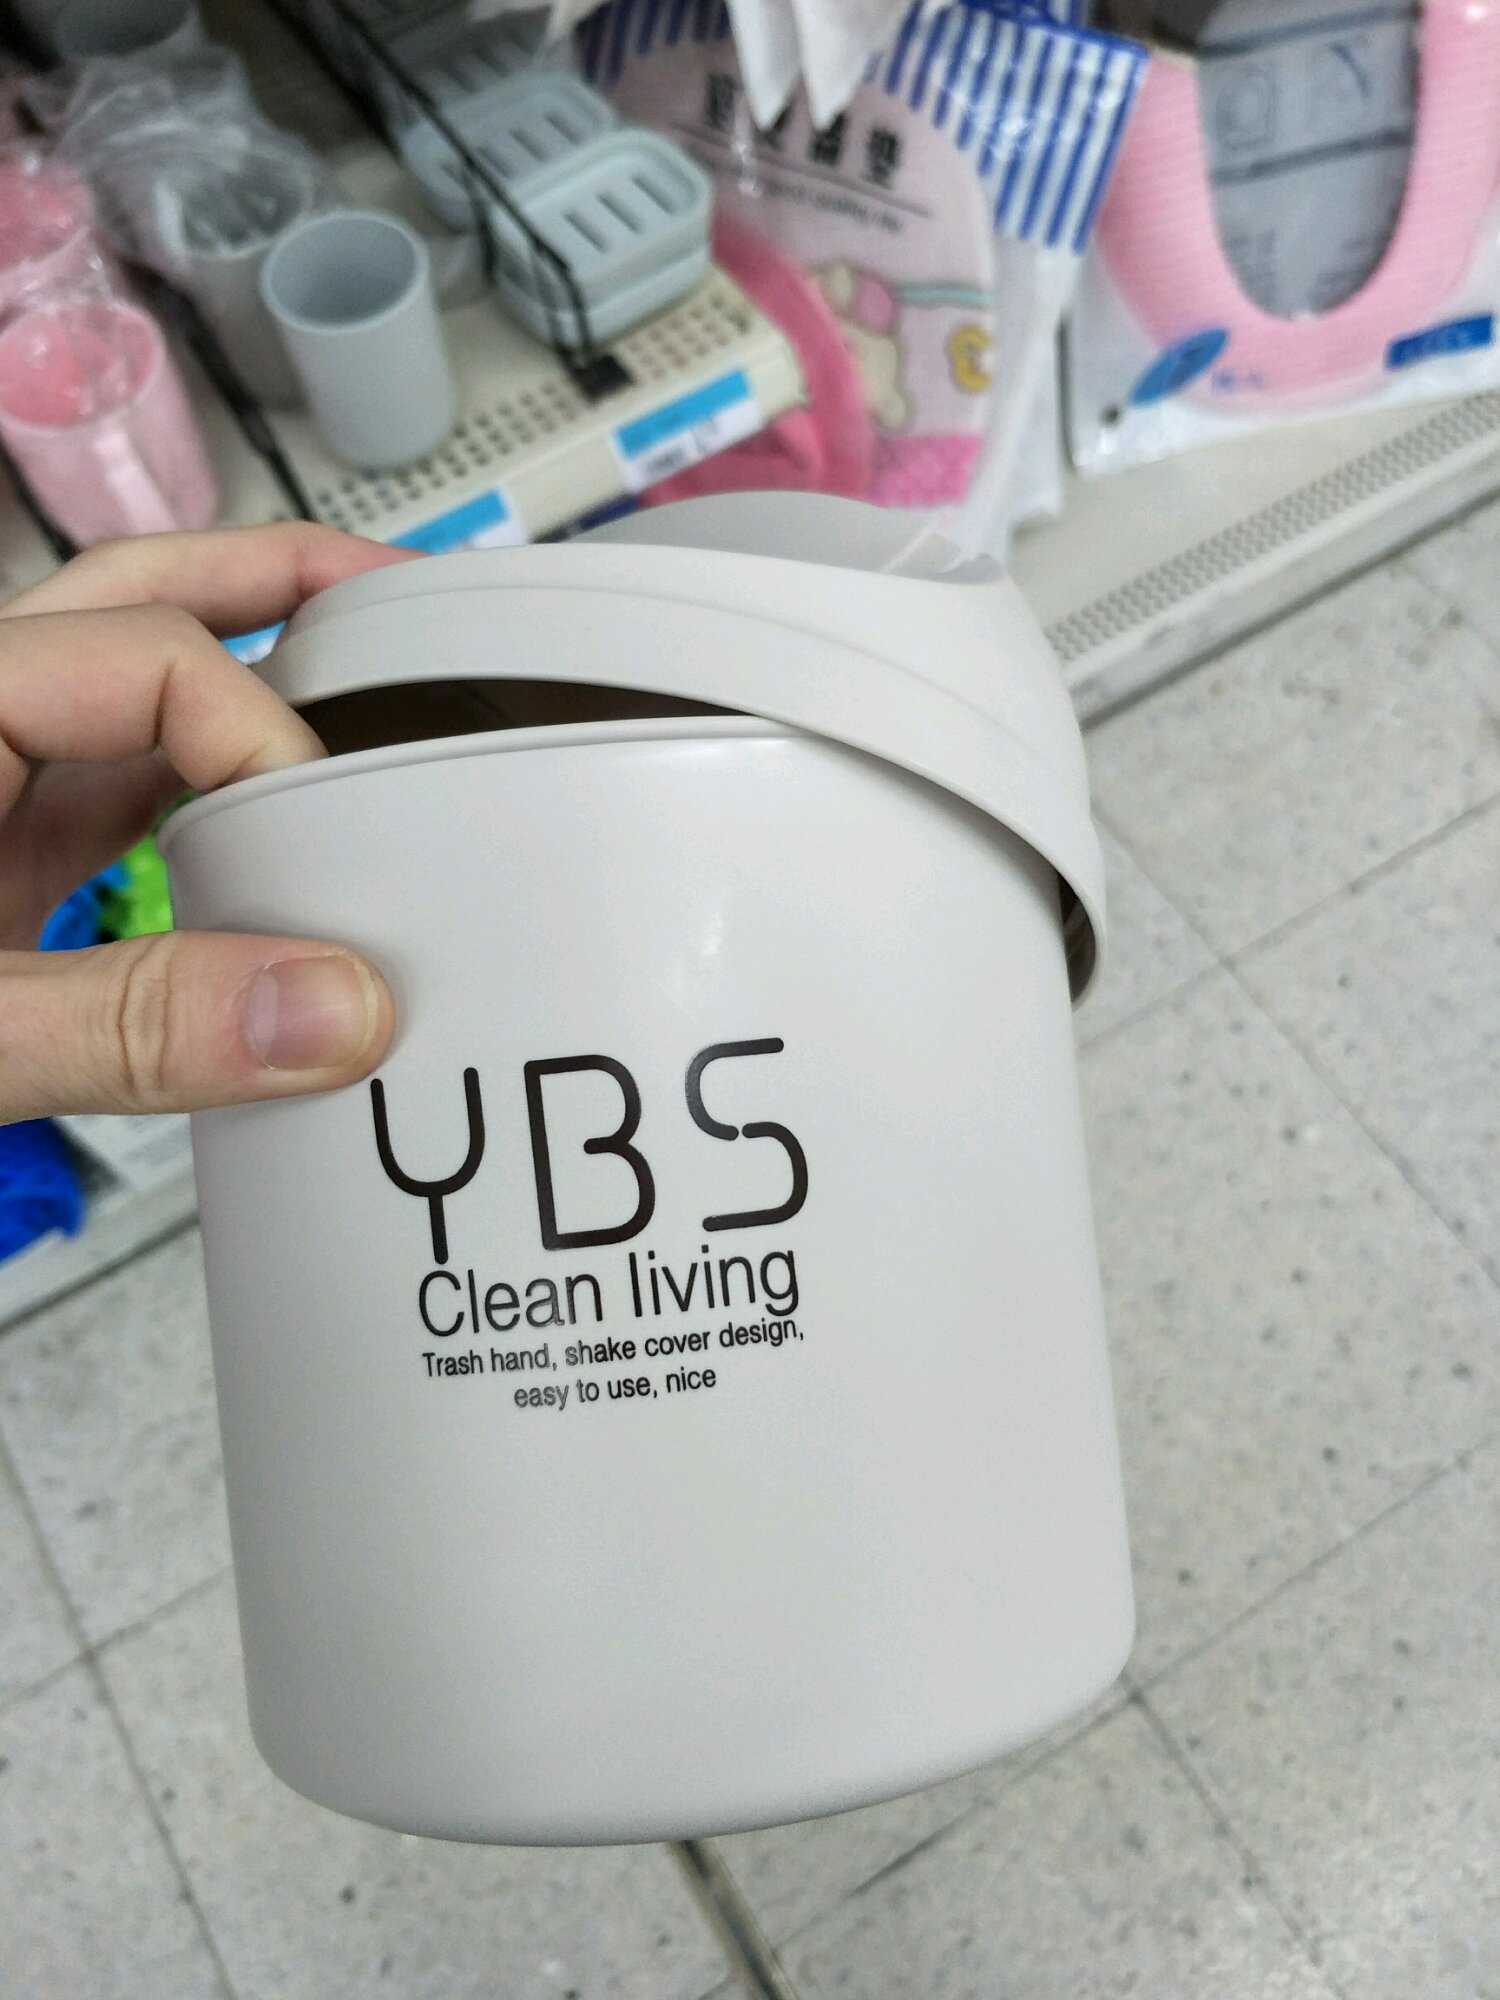 YBS
Clean living
Trash hand, shake cover design,
easy to use, nice